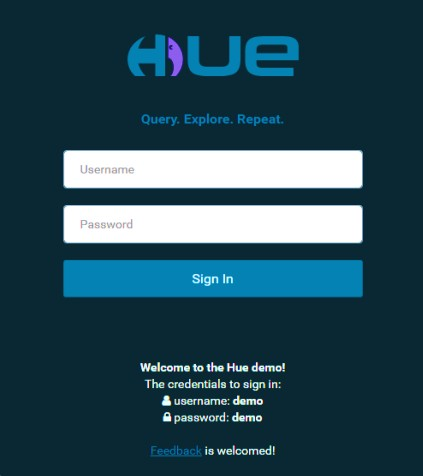 HUE
Query. Explore. Repeat.
Username
Password
Sign In
Welcome to the Hue demo!
The credentials to sign in:
username: demo
password: demo
Feedback is welcomed!